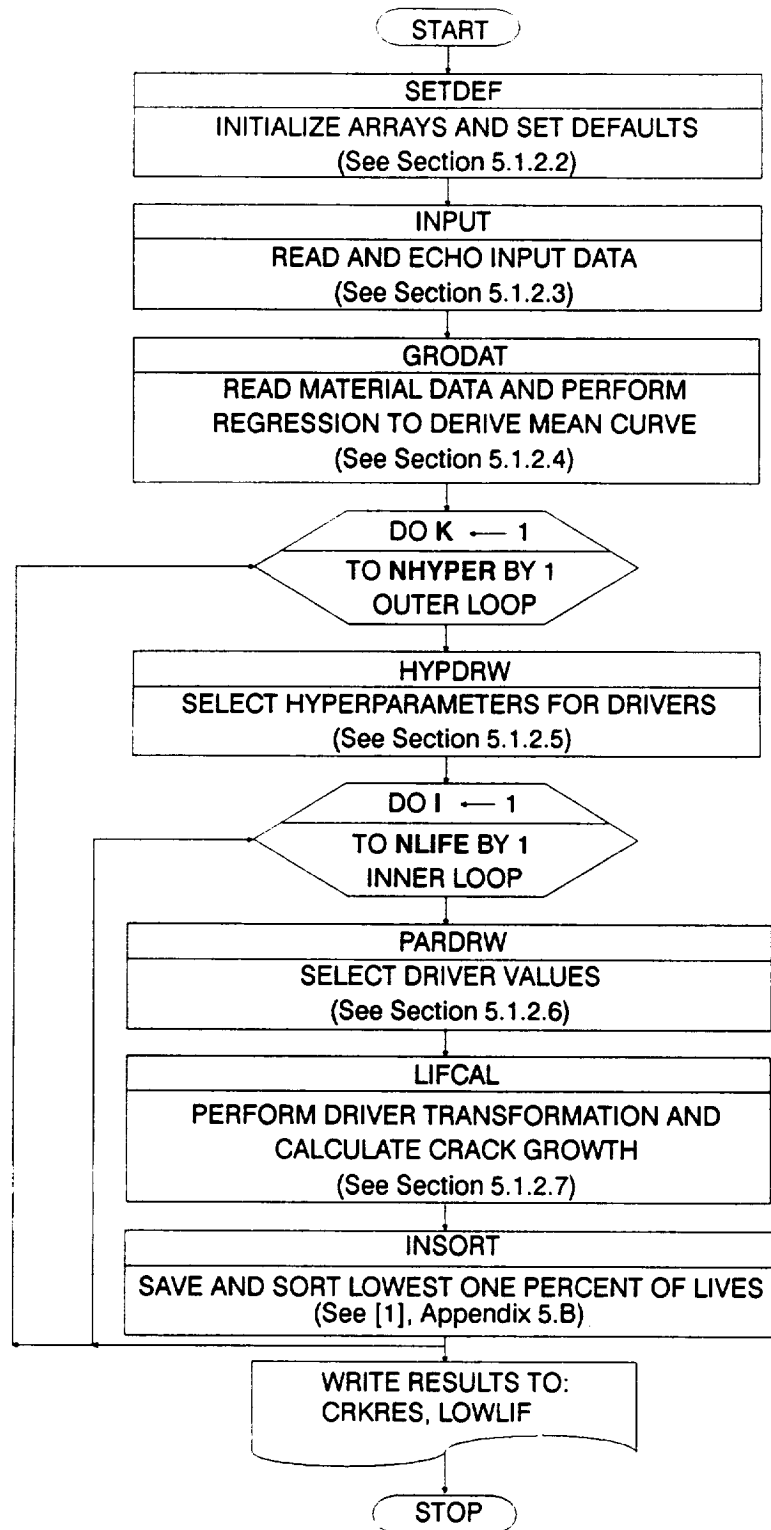 START
SETDEF
INITIALIZE ARRAYS AND SET DEFAULTS
(See Section 5.1.2.2)
INPUT
READ AND ECHO INPUT DATA
(See Section 5.1.2.3)
GRODAT
READ MATERIAL DATA AND PERFORM
REGRESSION TO DERIVE MEAN CURVE
(See Section 5.1.2.4)
DO K ← 1
TO NHYPER BY 1
OUTER LOOP
HYPDRW
SELECT HYPERPARAMETERS FOR DRIVERS
(See Section 5.1.2.5)
DO I ← 1
TO NLIFE BY 1
INNER LOOP
PARDRW
SELECT DRIVER VALUES
(See Section 5.1.2.6)
LIFCAL
PERFORM DRIVER TRANSFORMATION AND
CALCULATE CRACK GROWTH
(See Section 5.1.2.7)
INSORT
SAVE AND SORT LOWEST ONE PERCENT OF LIVES
(See [1], Appendix 5.B)
WRITE RESULTS TO:
CRKRES, LOWLIF
STOP